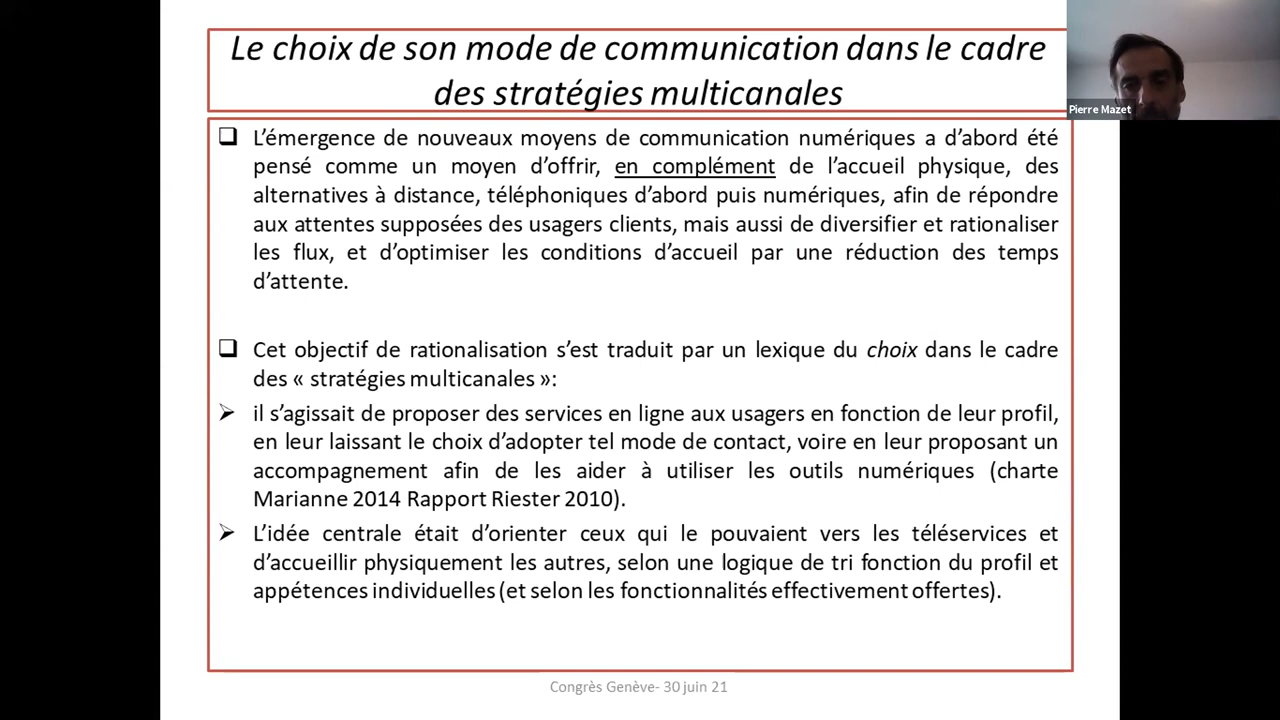 Le choix de son mode de communication dans le cadre
des stratégies multicanales
Pierre Mazet
L’émergence de nouveaux moyens de communication numériques a d’abord été
pensé comme un moyen d’offrir, en complément de l’accueil physique, des
alternatives à distance, téléphoniques d’abord puis numériques, afin de répondre
aux attentes supposées des usagers clients, mais aussi de diversifier et rationaliser
les flux, et d’optimiser les conditions d’accueil par une réduction des temps
d’attente.
Cet objectif de rationalisation s’est traduit par un lexique du choix dans le cadre
des « stratégies multicanales »:
il s’agissait de proposer des services en ligne aux usagers en fonction de leur profil,
en leur laissant le choix d’adopter tel mode de contact, voire en leur proposant un
accompagnement afin de les aider à utiliser les outils numériques (charte
Marianne 2014 Rapport Riester 2010).
L’idée centrale était d’orienter ceux qui le pouvaient vers les téléservices et
d’accueillir physiquement les autres, selon une logique de tri fonction du profil et
appétences individuelles (et selon les fonctionnalités effectivement offertes).
Congrès Genève- 30 juin 21